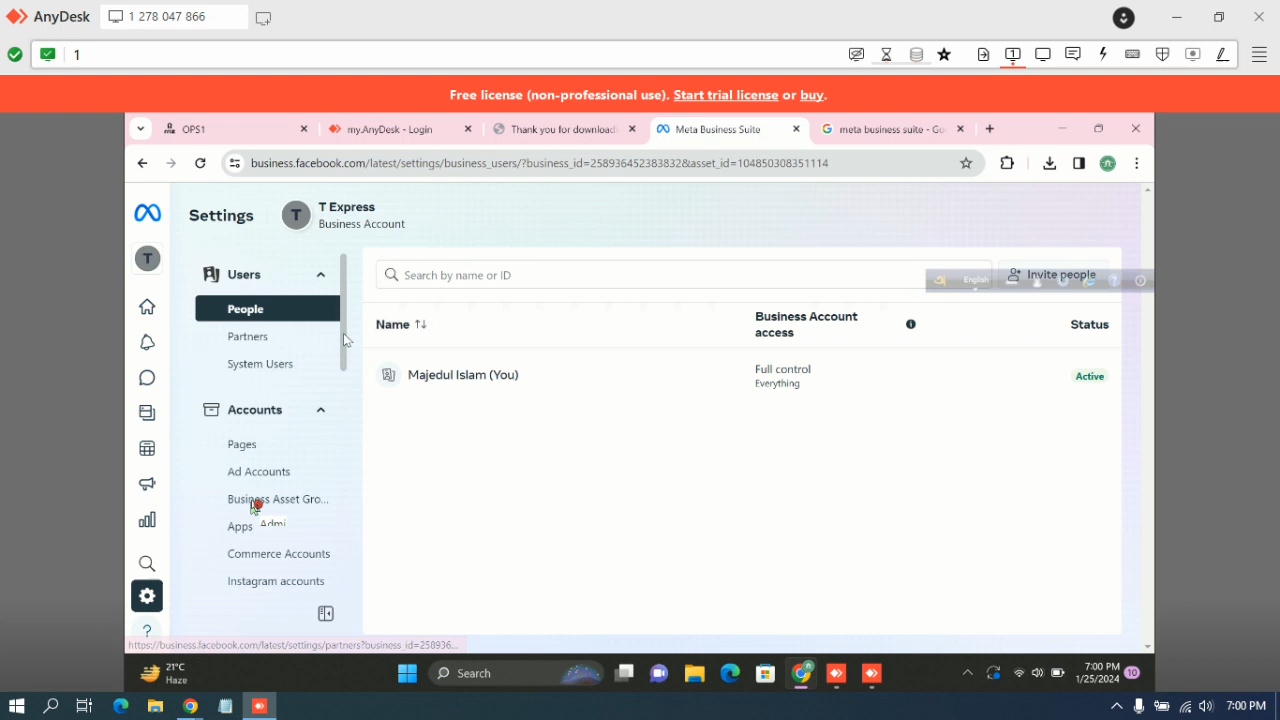 AnyDesk
1 278 047 866
1
Free license (non-professional use). Start trial license or buy.
OPS1
my.AnyDesk - Login
Thank you for downloadi
Meta Business Suite
meta business suite - Go
business.facebook.com/latest/settings/business_users/?business_id=258936452383832&asset_id=104850308351114
Settings
T
T Express
Business Account
T
Users
Search by name or ID
Invite people
English
People
Partners
System Users
Name
Business Account
access
Status
Majedul Islam (You)
Full control
Everything
Active
Accounts
Pages
Ad Accounts
Business Asset Gro...
Apps
Admi
Commerce Accounts
Instagram accounts
https://business.facebook.com/latest/settings/partners?business_id=258936...
21°C
Haze
Search
7:00 PM
1/25/2024
10
7:00 PM